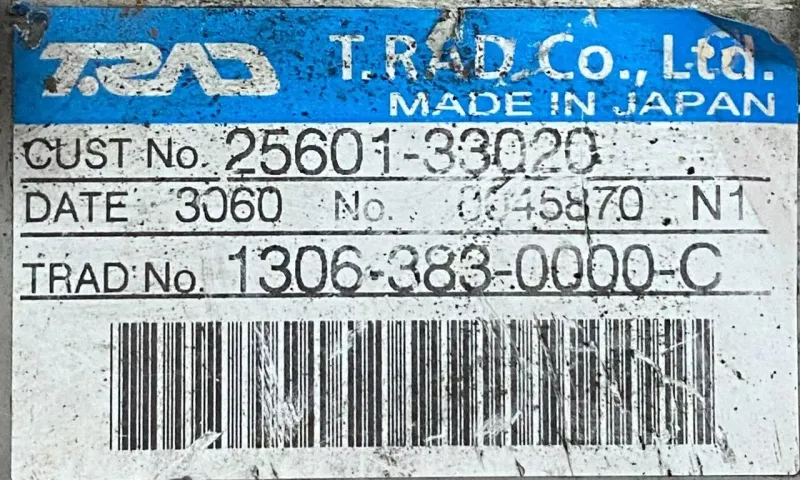 T.RAD T.RAD Co., Ltd.
MADE IN JAPAN
CUST No. 25601-33020
DATE 3060 No. 0045870 N1
TRAD No. 1306-383-0000-C